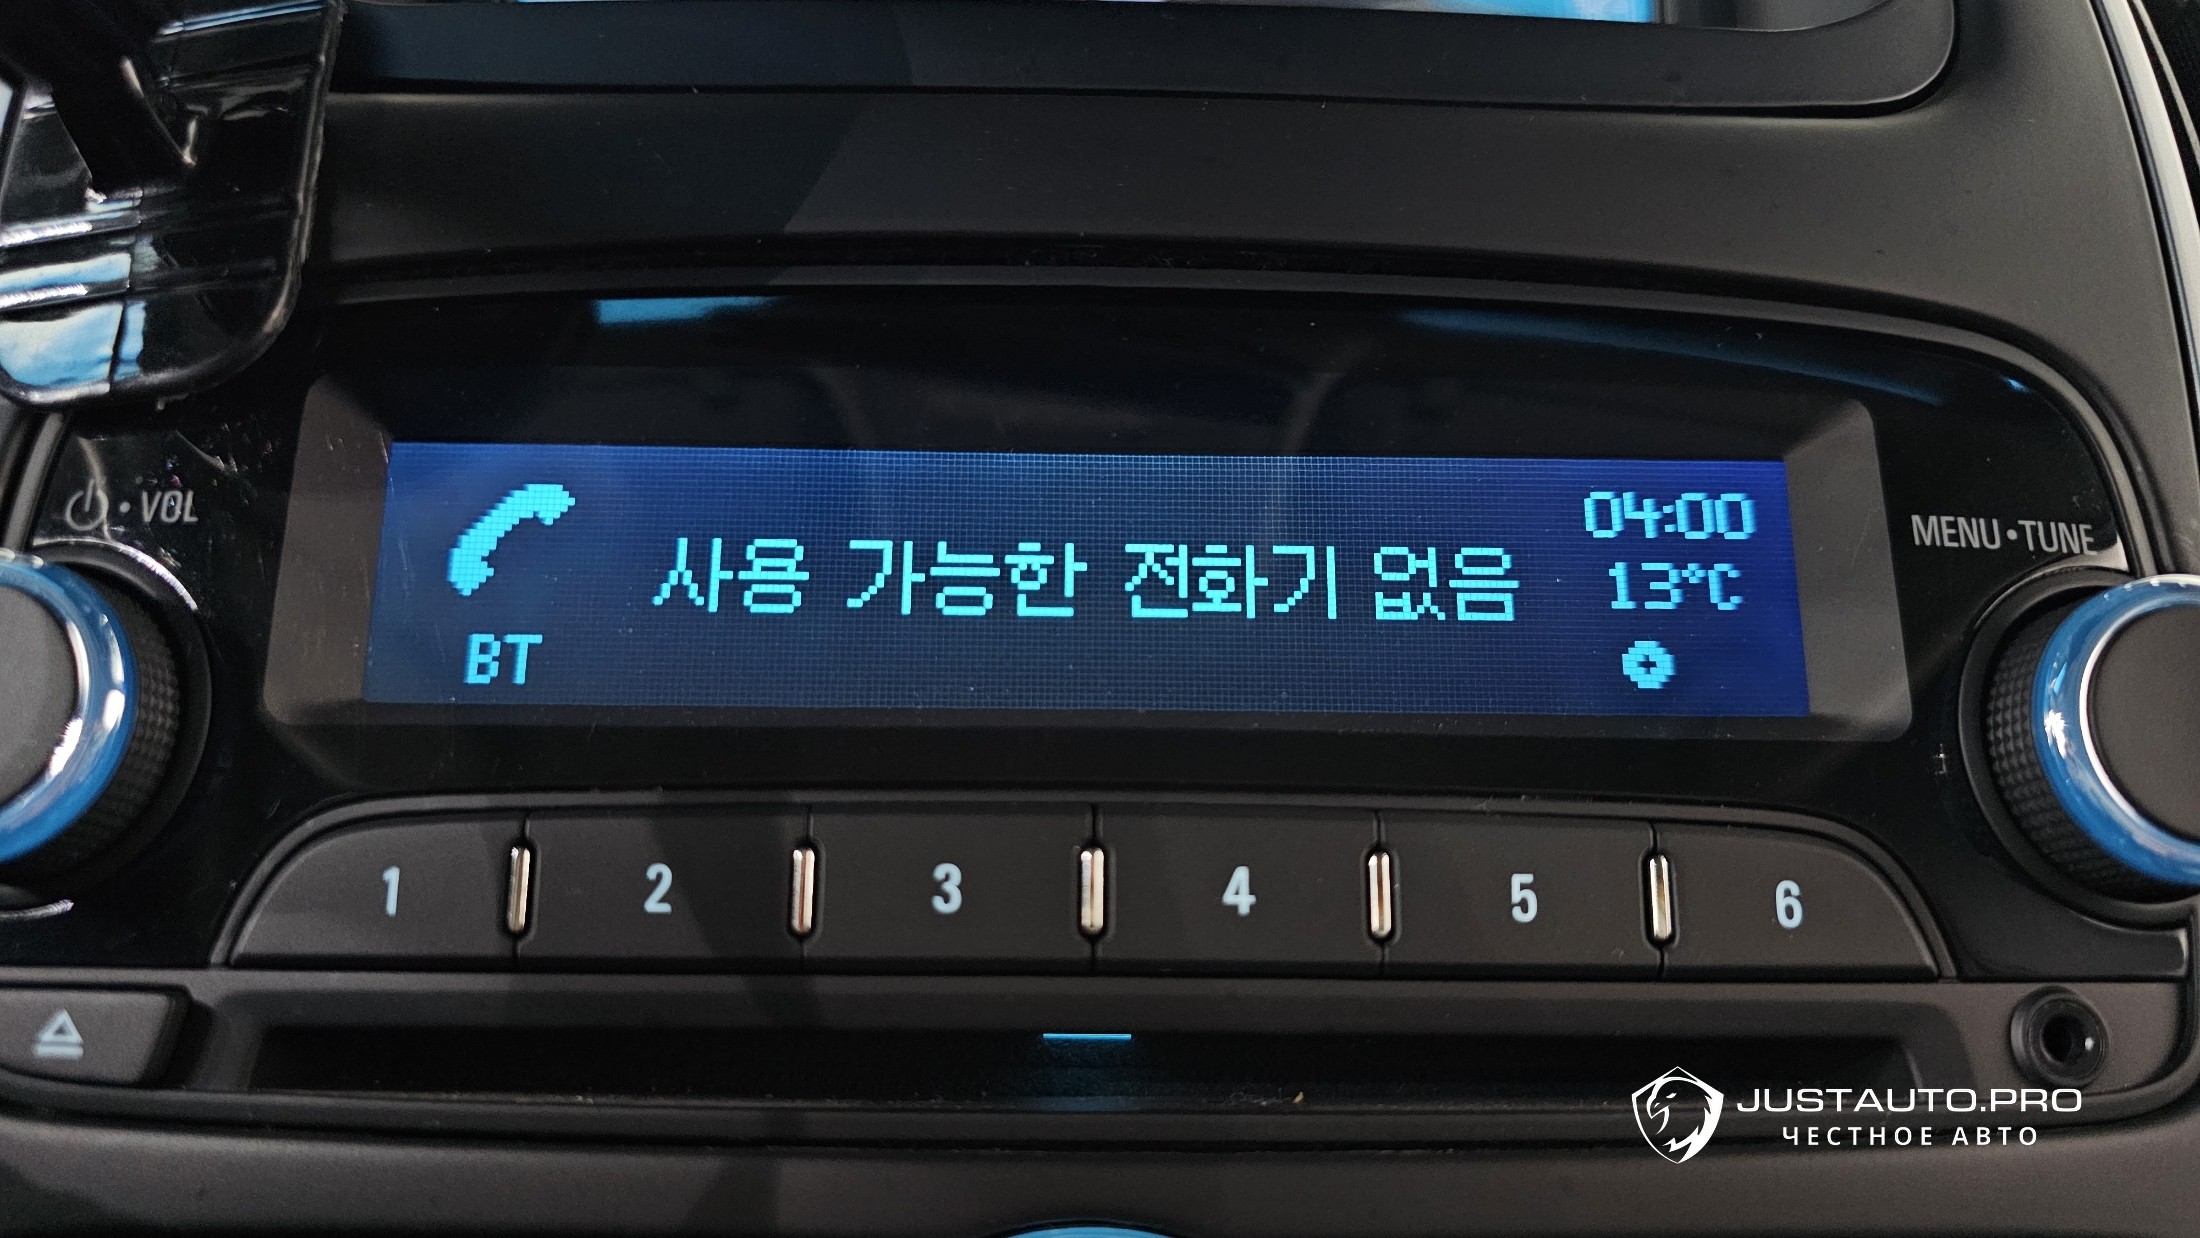 VOL
사용 가능한 전화기 없음
BT
04:00
13°C
MENU•TUNE
1 2 3 4 5 6
JUSTAUTO.PRO
ЧЕСТНОЕ АВТО